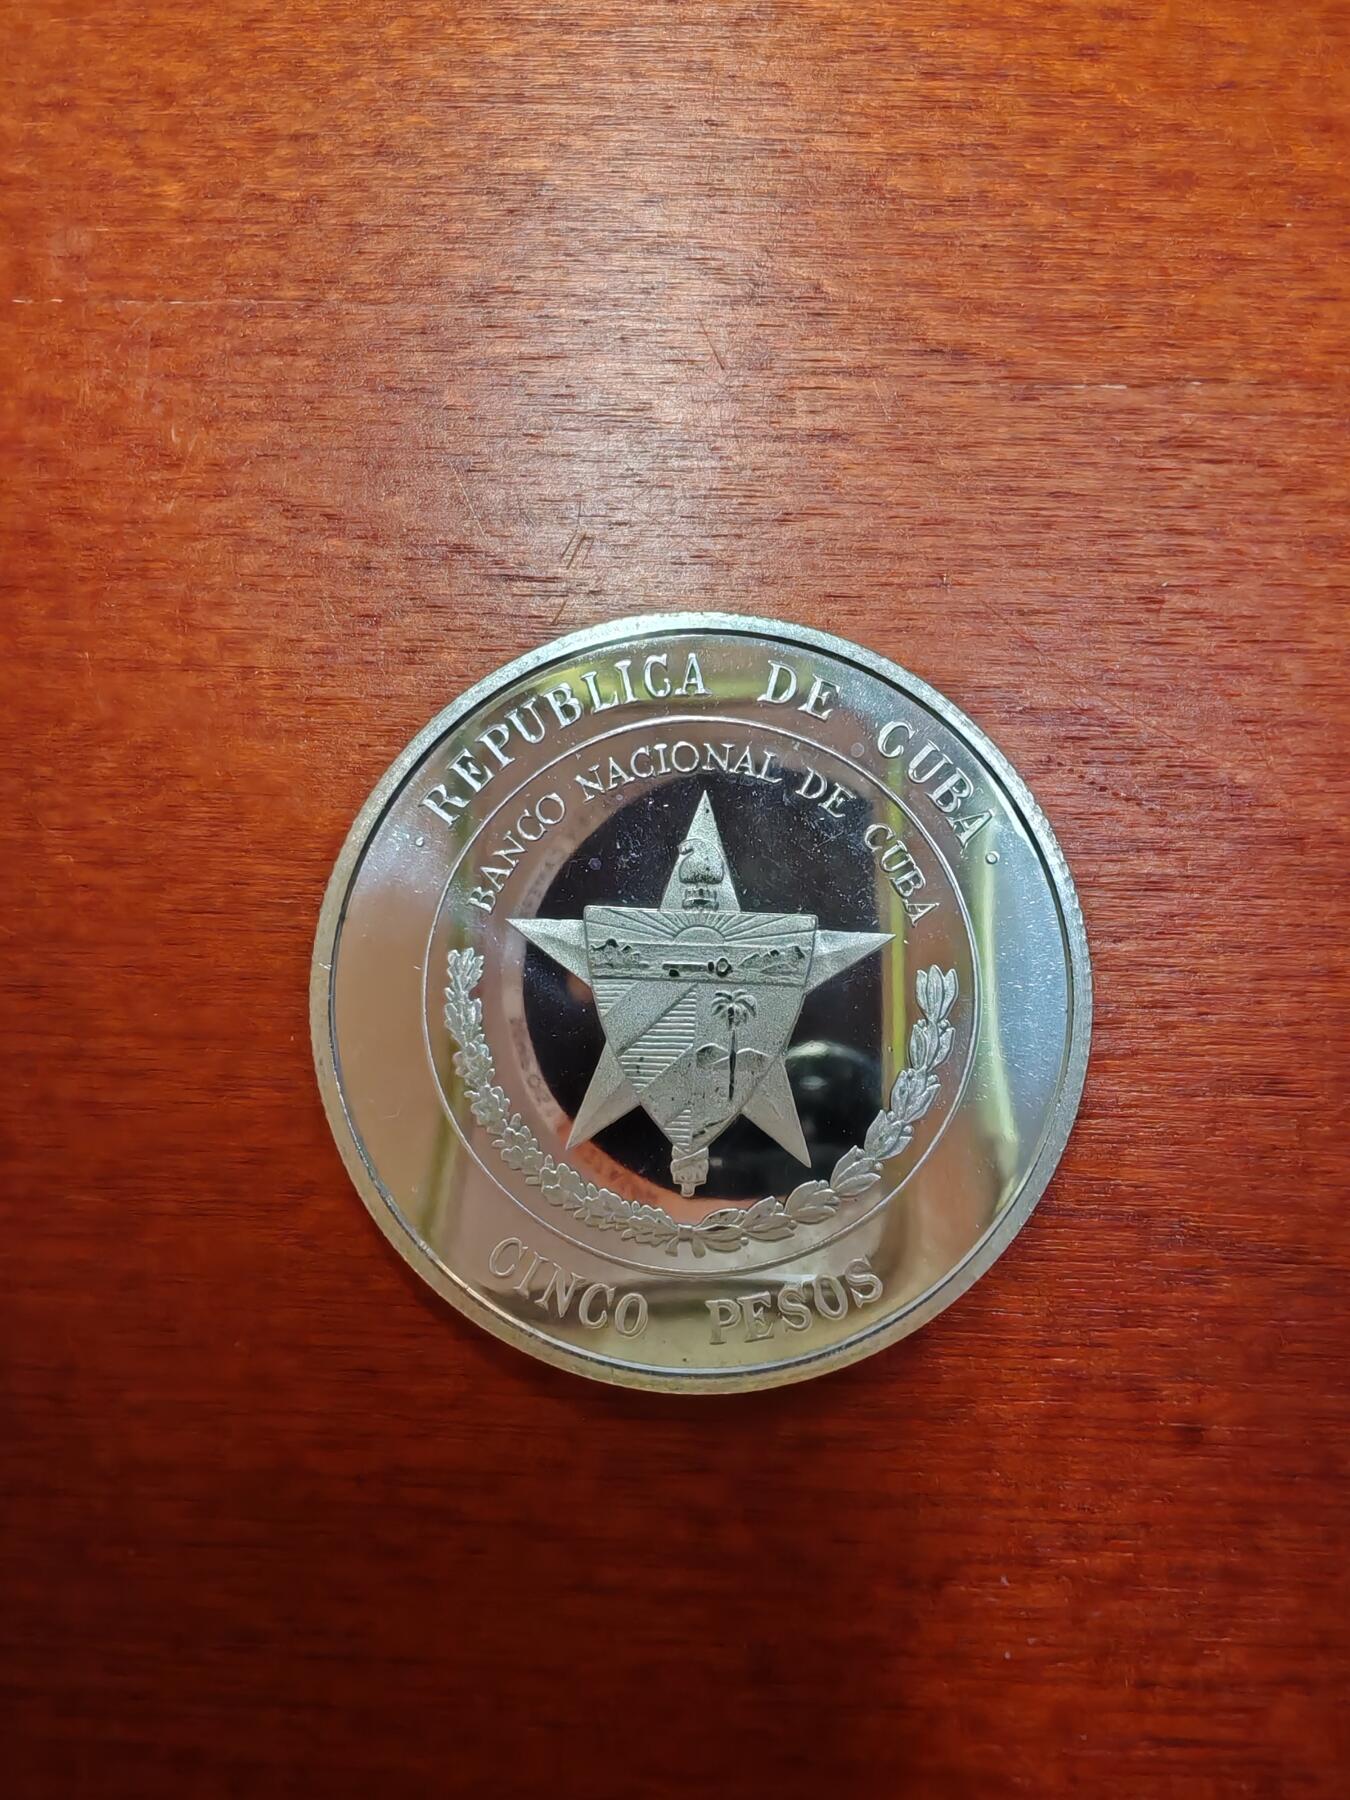 · REPUBLICA DE CUBA ·
BANCO NACIONAL DE CUBA
CINCO PESOS